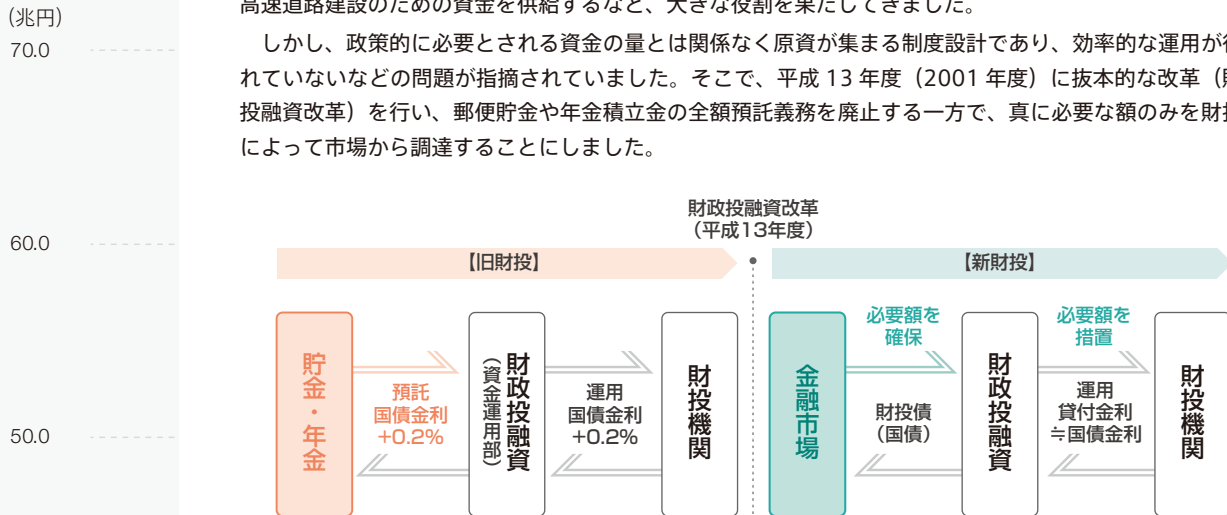 （兆円）
70.0
60.0
50.0
高速道路建設のための資金を供給するなど、大きな役割を果たしてきました。
しかし、政策的に必要とされる資金の量とは関係なく原資が集まる制度設計であり、効率的な運用が
れていないなどの問題が指摘されていました。そこで、平成 13 年度（2001 年度）に抜本的な改革（
投融資改革）を行い、郵便貯金や年金積立金の全額預託義務を廃止する一方で、真に必要な額のみを財
によって市場から調達することにしました。
財政投融資改革
（平成13年度）
【旧財投】
貯金・年金
預託
国債金利
+0.2%
財政投融資
（資金運用部）
運用
国債金利
+0.2%
財投機関
【新財投】
金融市場
必要額を
確保
財投債
（国債）
財政投融資
必要額を
措置
運用
貸付金利
≒国債金利
財投機関